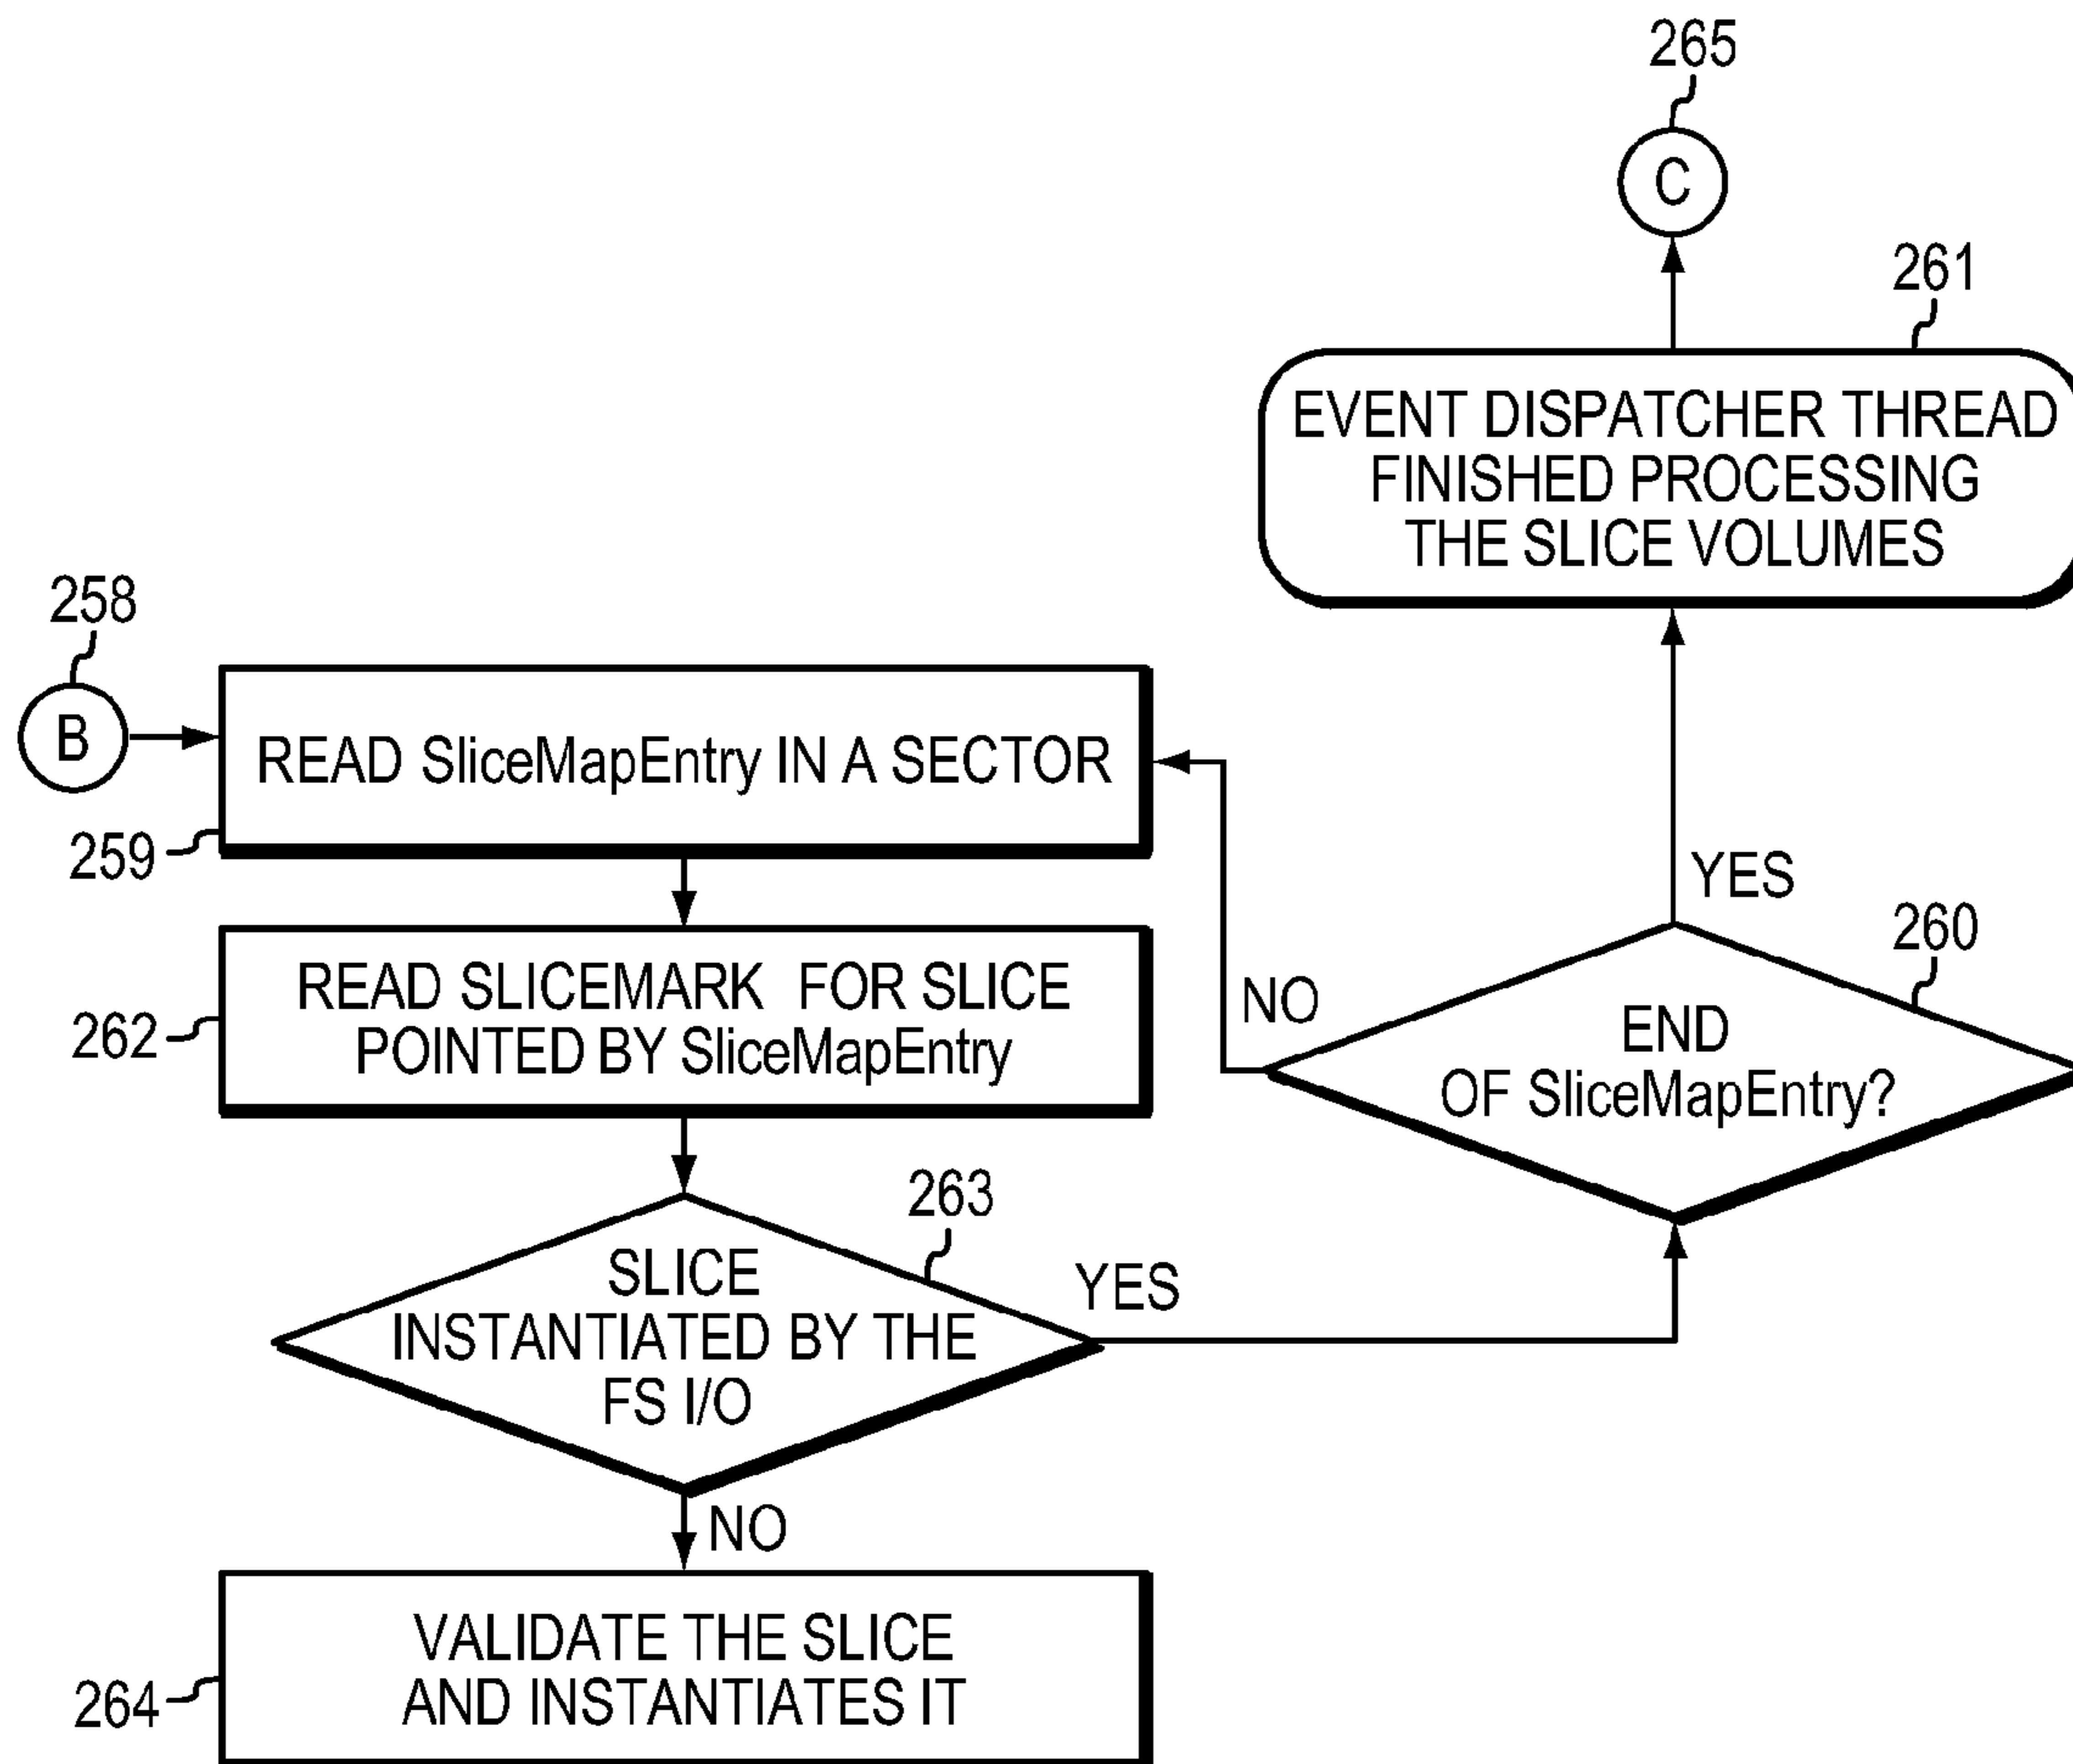 265
C
261
EVENT DISPATCHER THREAD
FINISHED PROCESSING
THE SLICE VOLUMES
258
B
READ SliceMapEntry IN A SECTOR
259
READ SLICEMARK FOR SLICE
POINTED BY SliceMapEntry
262
YES
260
NO
END
OF SliceMapEntry?
263
SLICE
INSTANTIATED BY THE
FS I/O
YES
NO
VALIDATE THE SLICE
AND INSTANTIATES IT
264